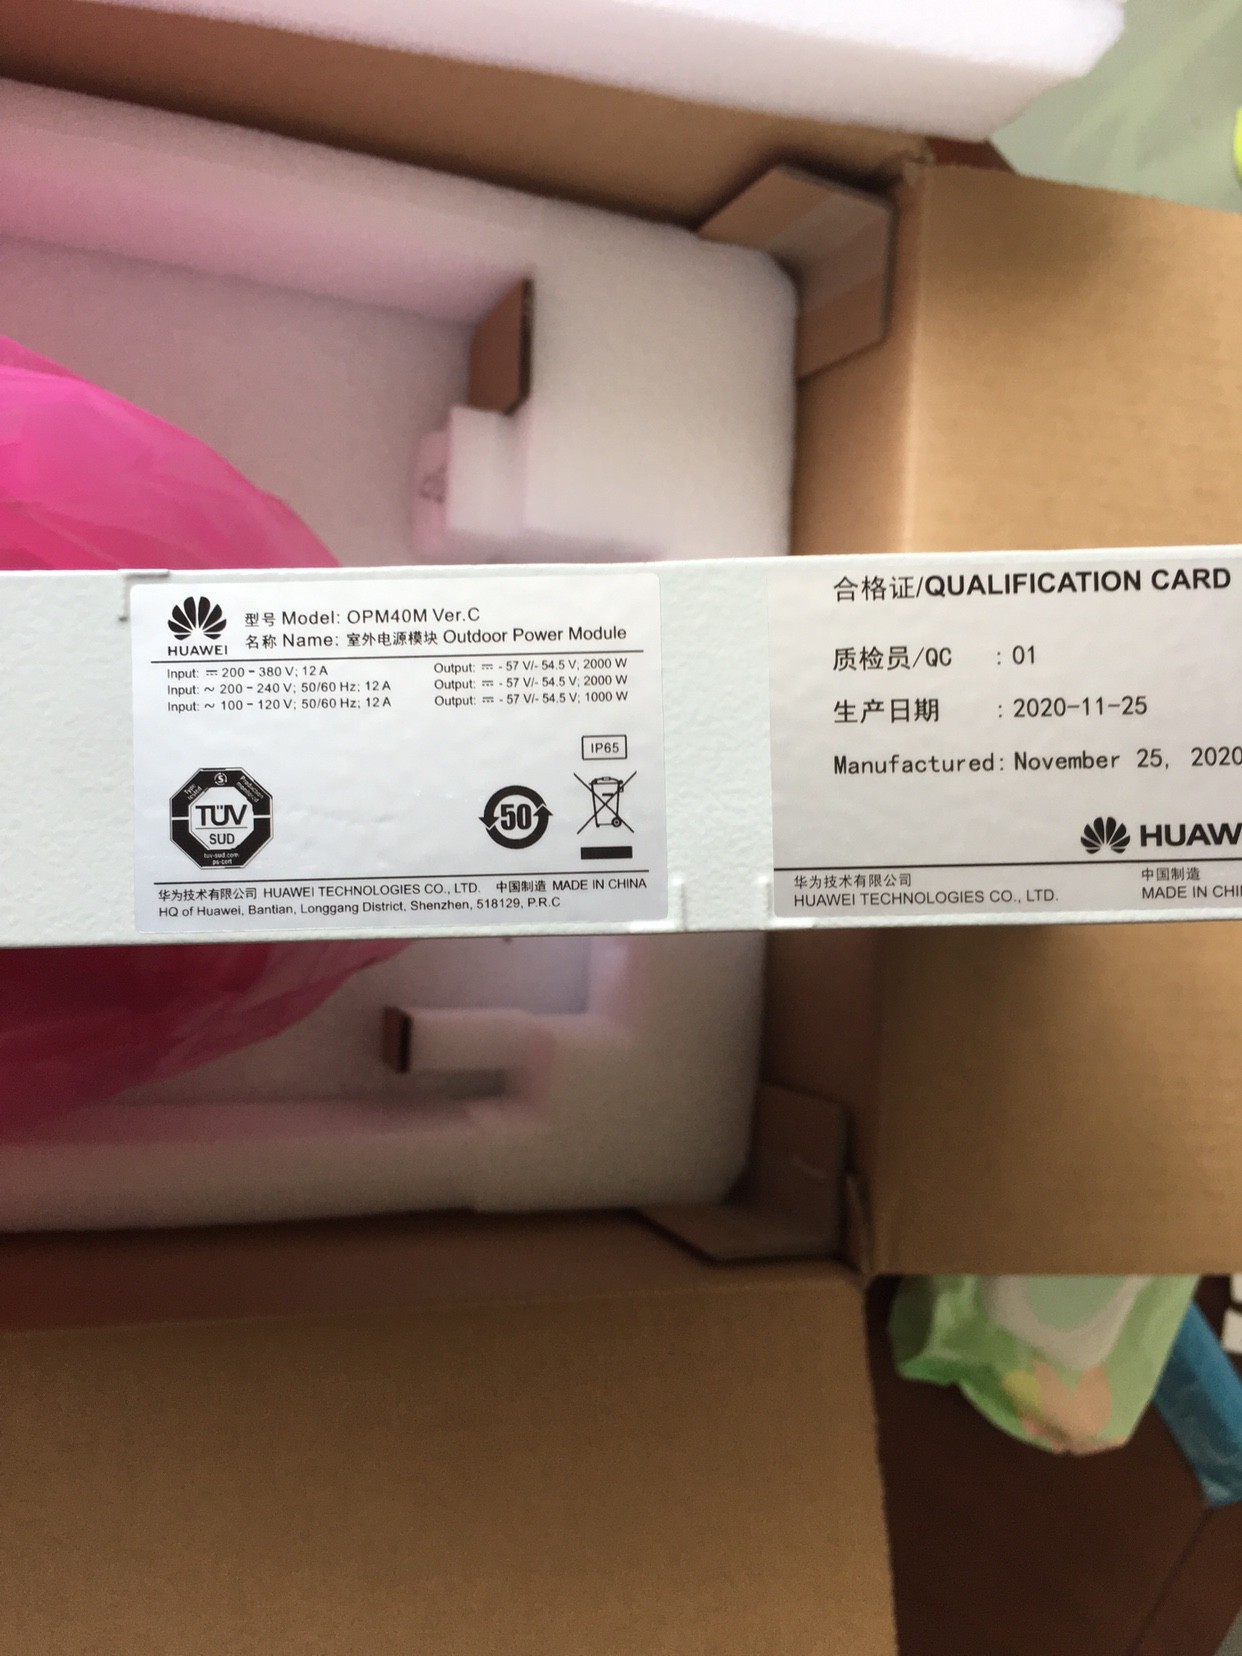 HUAWEI
型号 Model: OPM40M Ver.C
名称 Name: 室外电源模块 Outdoor Power Module
Input: ⎓ 200 - 380 V; 12 A
Output: ⎓ - 57 V/- 54.5 V, 2000 W
Input: ~ 200 - 240 V; 50/60 Hz; 12 A
Output: ⎓ - 57 V/- 54.5 V; 2000 W
Input: ~ 100 - 120 V; 50/60 Hz; 12 A
Output: ⎓ - 57 V/- 54.5 V; 1000 W
IP65
TÜV
SUD
tuv-sud.com
ps-cert
50
华为技术有限公司 HUAWEI TECHNOLOGIES CO., LTD. 中国制造 MADE IN CHINA
HQ of Huawei, Bantian, Longgang District, Shenzhen, 518129, P.R.C
合格证/QUALIFICATION CARD
质检员/QC : 01
生产日期 : 2020-11-25
Manufactured: November 25, 2020
HUAW
华为技术有限公司
HUAWEI TECHNOLOGIES CO., LTD.
中国制造
MADE IN CHI